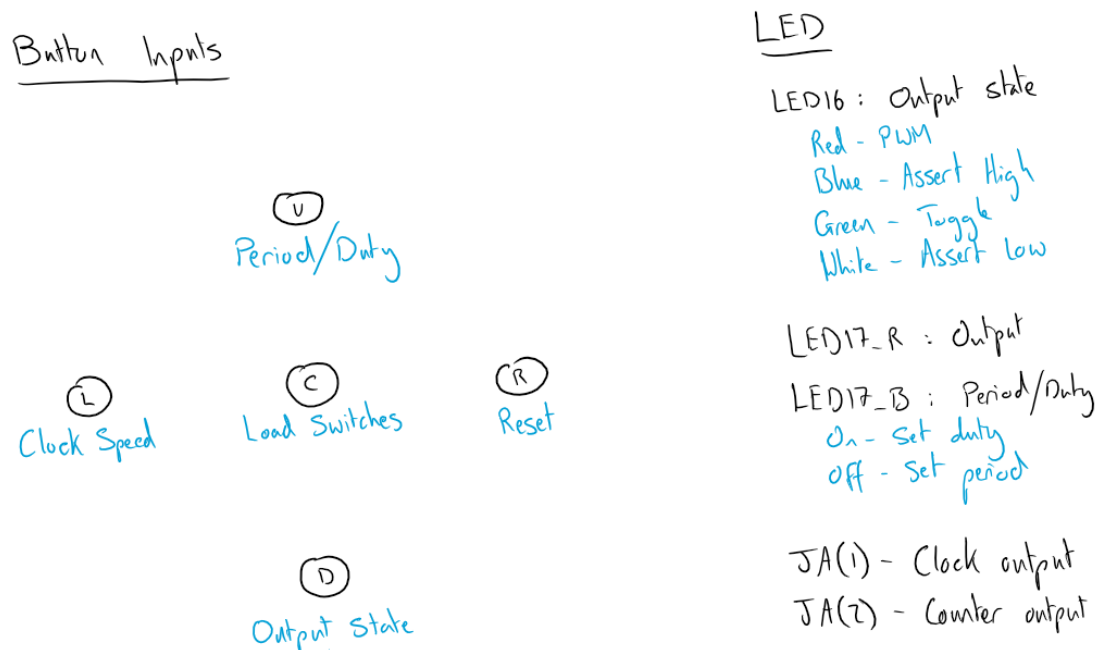 Button Inputs
U
Period/Duty
L
Clock Speed
C
Load Switches
R
Reset
D
Output State
LED
LED16 : Output state
Red - PWM
Blue - Assert High
Green - Toggle
White - Assert Low
LED17_R : Output
LED17_B : Period/Duty
On - Set duty
Off - Set period
JA(1) - Clock output
JA(2) - Counter output